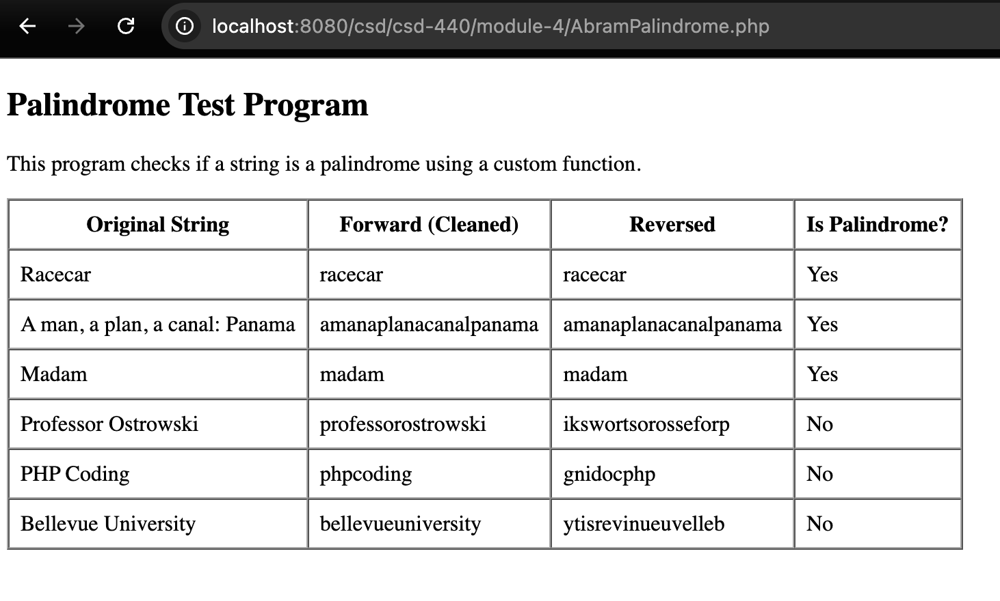 localhost:8080/csd/csd-440/module-4/AbramPalindrome.php
Palindrome Test Program
This program checks if a string is a palindrome using a custom function.
Original String Forward (Cleaned) Reversed Is Palindrome?
Racecar racecar racecar Yes
A man, a plan, a canal: Panama amanaplanacanalpanama amanaplanacanalpanama Yes
Madam madam madam Yes
Professor Ostrowski professorostrowski ikswortsorosseforp No
PHP Coding phpcoding gnidocphp No
Bellevue University bellevueuniversity ytisrevinueuvelleb No